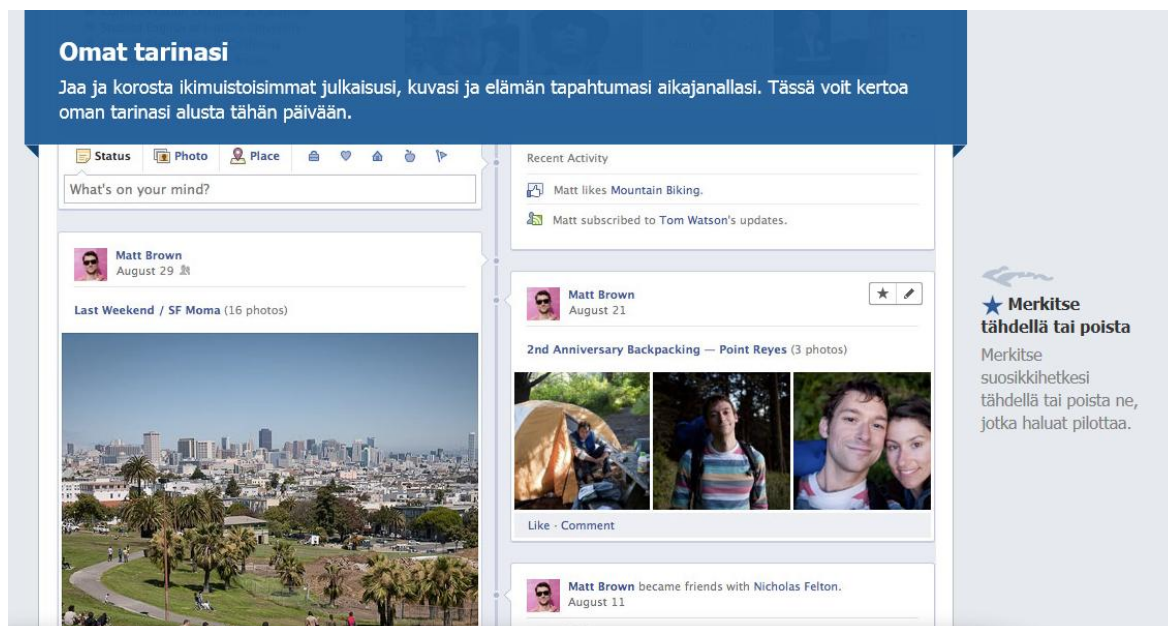 Omat tarinasi
Jaa ja korosta ikimuistoisimmat julkaisusi, kuvasi ja elämän tapahtumasi aikajanallasi. Tässä voit kertoa
oman tarinasi alusta tähän päivään.
Status Photo Place
What's on your mind?
Matt Brown
August 29
Last Weekend / SF Moma (16 photos)
Recent Activity
Matt likes Mountain Biking.
Matt subscribed to Tom Watson's updates.
Matt Brown
August 21
2nd Anniversary Backpacking — Point Reyes (3 photos)
Like · Comment
Matt Brown became friends with Nicholas Felton.
August 11
Merkitse
tähdellä tai poista
Merkitse
suosikkihetkesi
tähdellä tai poista ne,
jotka haluat pilottaa.